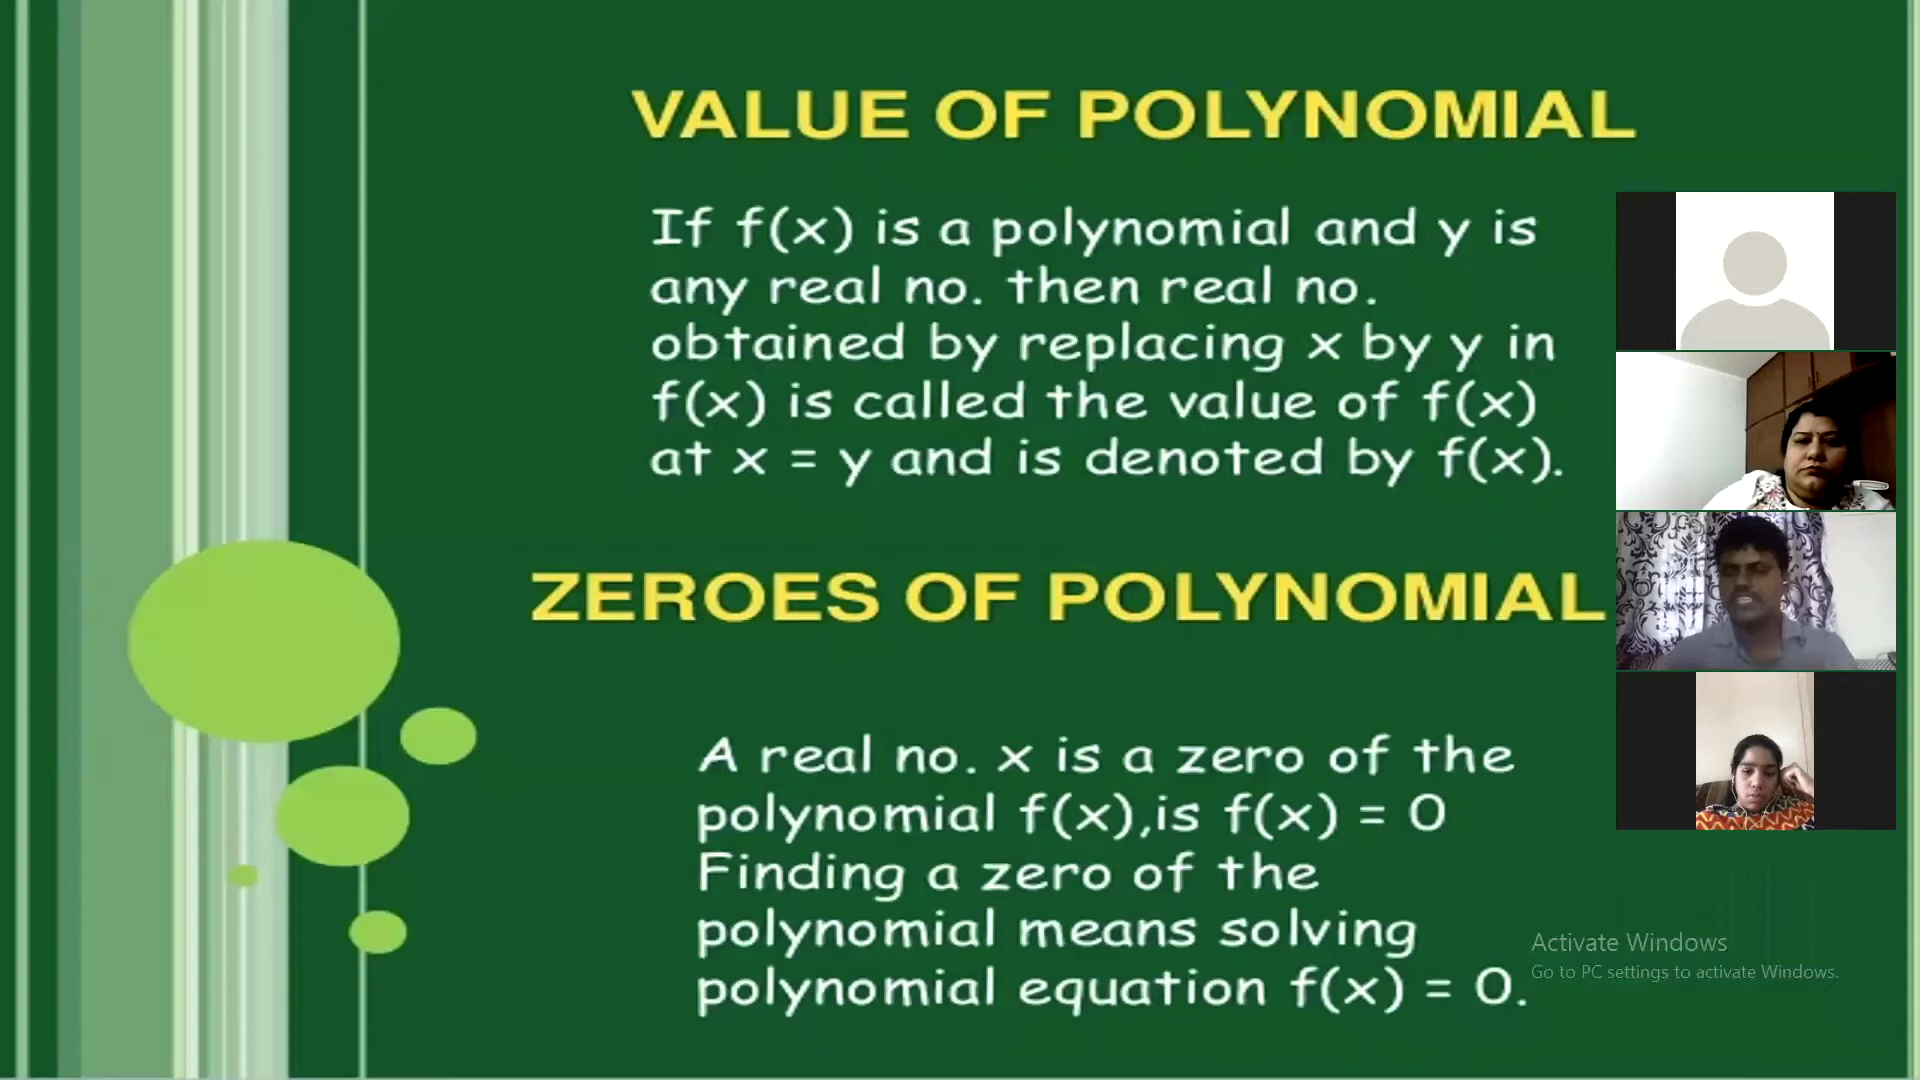 VALUE OF POLYNOMIAL
If f(x) is a polynomial and y is
any real no. then real no.
obtained by replacing x by y in
f(x) is called the value of f(x)
at x = y and is denoted by f(x).
ZEROES OF POLYNOMIAL
A real no. x is a zero of the
polynomial f(x),is f(x) = 0
Finding a zero of the
polynomial means solving
polynomial equation f(x) = 0.
Activate Windows
Go to PC settings to activate Windows.